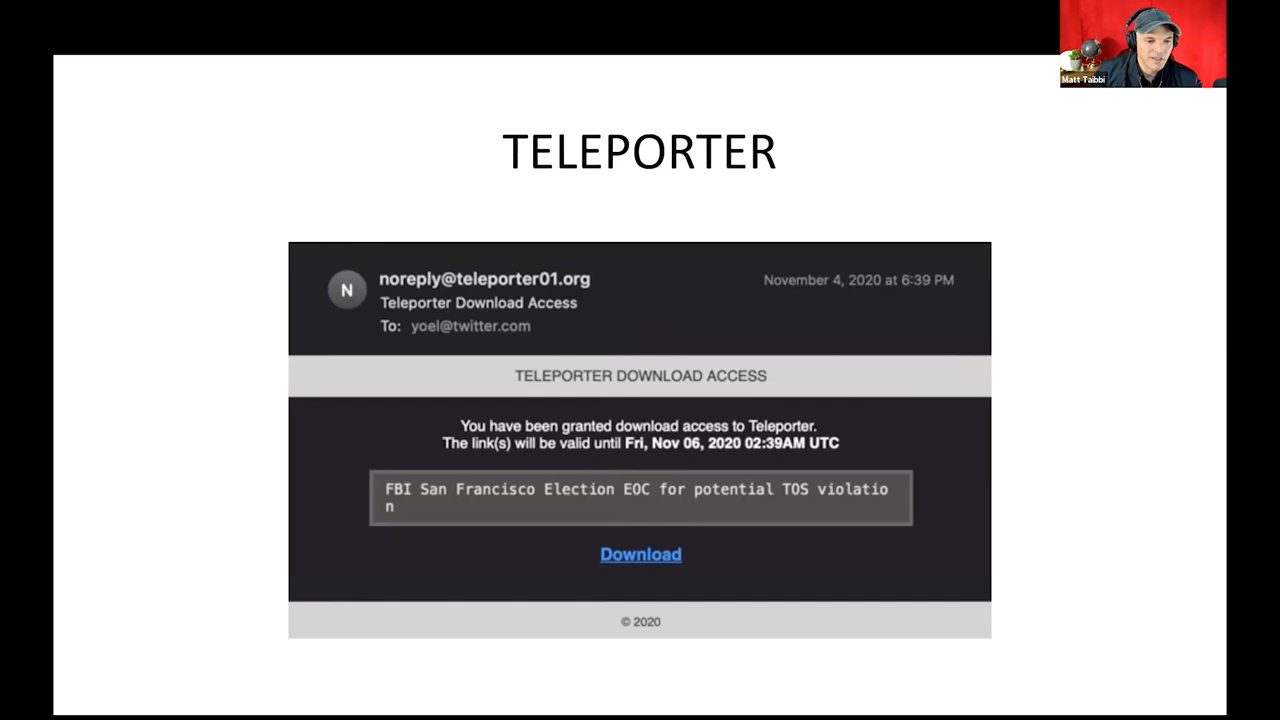 Matt Taibbi
TELEPORTER
N
noreply@teleporter01.org
November 4, 2020 at 6:39 PM
Teleporter Download Access
To: yoel@twitter.com
TELEPORTER DOWNLOAD ACCESS
You have been granted download access to Teleporter.
The link(s) will be valid until Fri, Nov 06, 2020 02:39AM UTC
FBI San Francisco Election EOC for potential TOS violatio
n
Download
© 2020